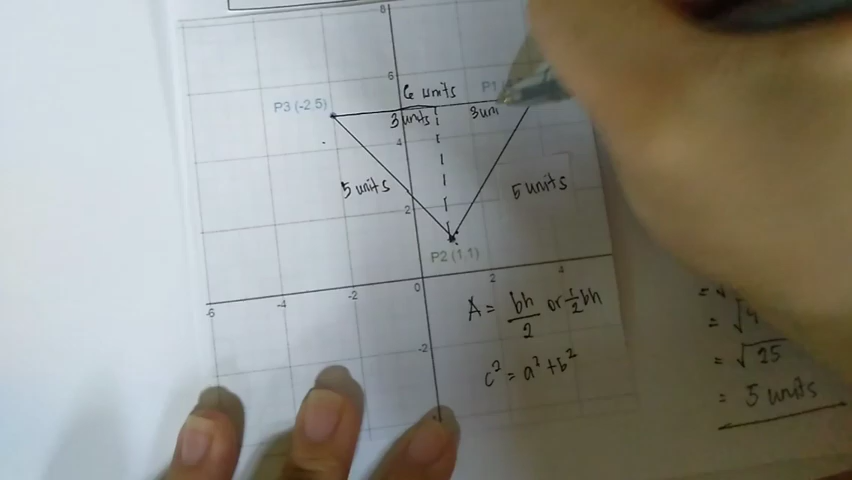 8
6
6 units
P1
P3 (-2,5)
3 units
3 uni
4
5 units
5 units
2
P2 (1,1)
-6
-4
-2
0
2
4
A = bh/2 or 1/2 bh
-2
c² = a² + b²
= √4
= √25
= 5 units